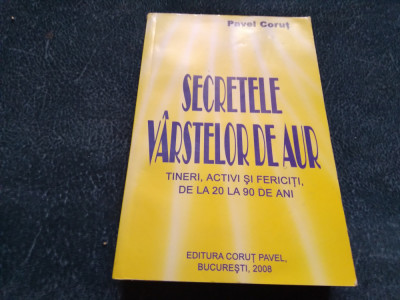 Pavel Coruț
SECRETELE
VÂRSTELOR DE AUR
TINERI, ACTIVI ȘI FERICIȚI,
DE LA 20 LA 90 DE ANI
EDITURA CORUȚ PAVEL,
BUCUREȘTI, 2008